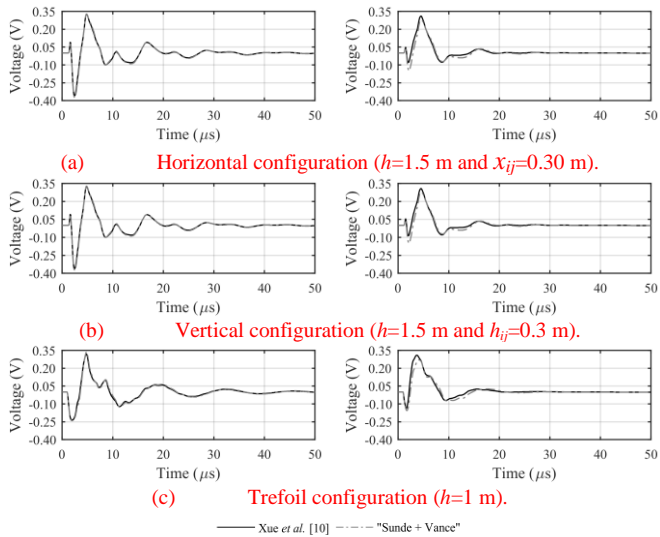 Voltage (V)
0.35
0.20
0.05
-0.10
-0.25
-0.40
0 10 20 30 40 50
Time (μs)
Voltage (V)
0.35
0.20
0.05
-0.10
-0.25
-0.40
0 10 20 30 40 50
Time (μs)
(a) Horizontal configuration (h=1.5 m and xij=0.30 m).
Voltage (V)
0.35
0.20
0.05
-0.10
-0.25
-0.40
0 10 20 30 40 50
Time (μs)
Voltage (V)
0.35
0.20
0.05
-0.10
-0.25
-0.40
0 10 20 30 40 50
Time (μs)
(b) Vertical configuration (h=1.5 m and hij=0.3 m).
Voltage (V)
0.35
0.20
0.05
-0.10
-0.25
-0.40
0 10 20 30 40 50
Time (μs)
Voltage (V)
0.35
0.20
0.05
-0.10
-0.25
-0.40
0 10 20 30 40 50
Time (μs)
(c) Trefoil configuration (h=1 m).
Xue et al. [10] "Sunde + Vance"